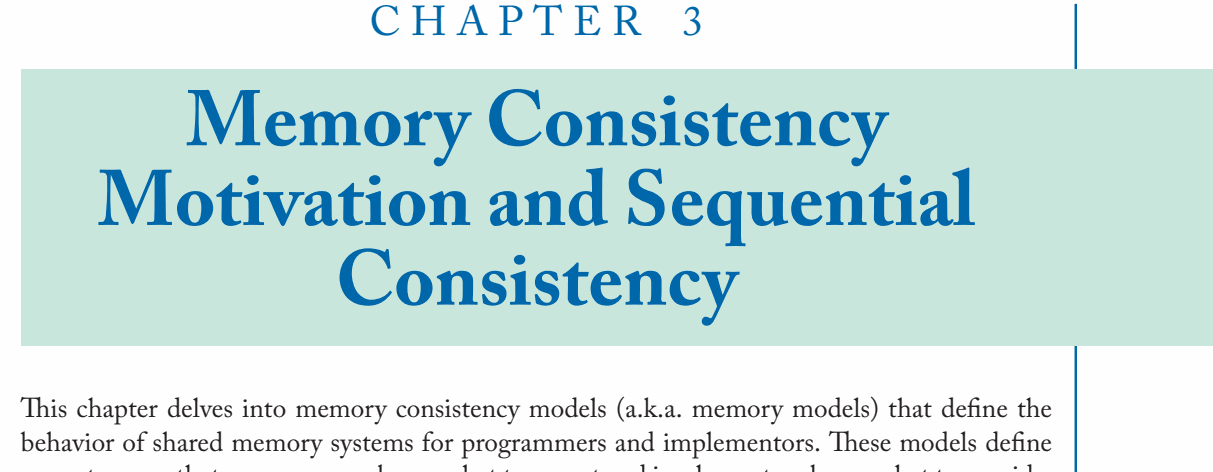 CHAPTER 3
Memory Consistency
Motivation and Sequential
Consistency
This chapter delves into memory consistency models (a.k.a. memory models) that define the
behavior of shared memory systems for programmers and implementors. These models define